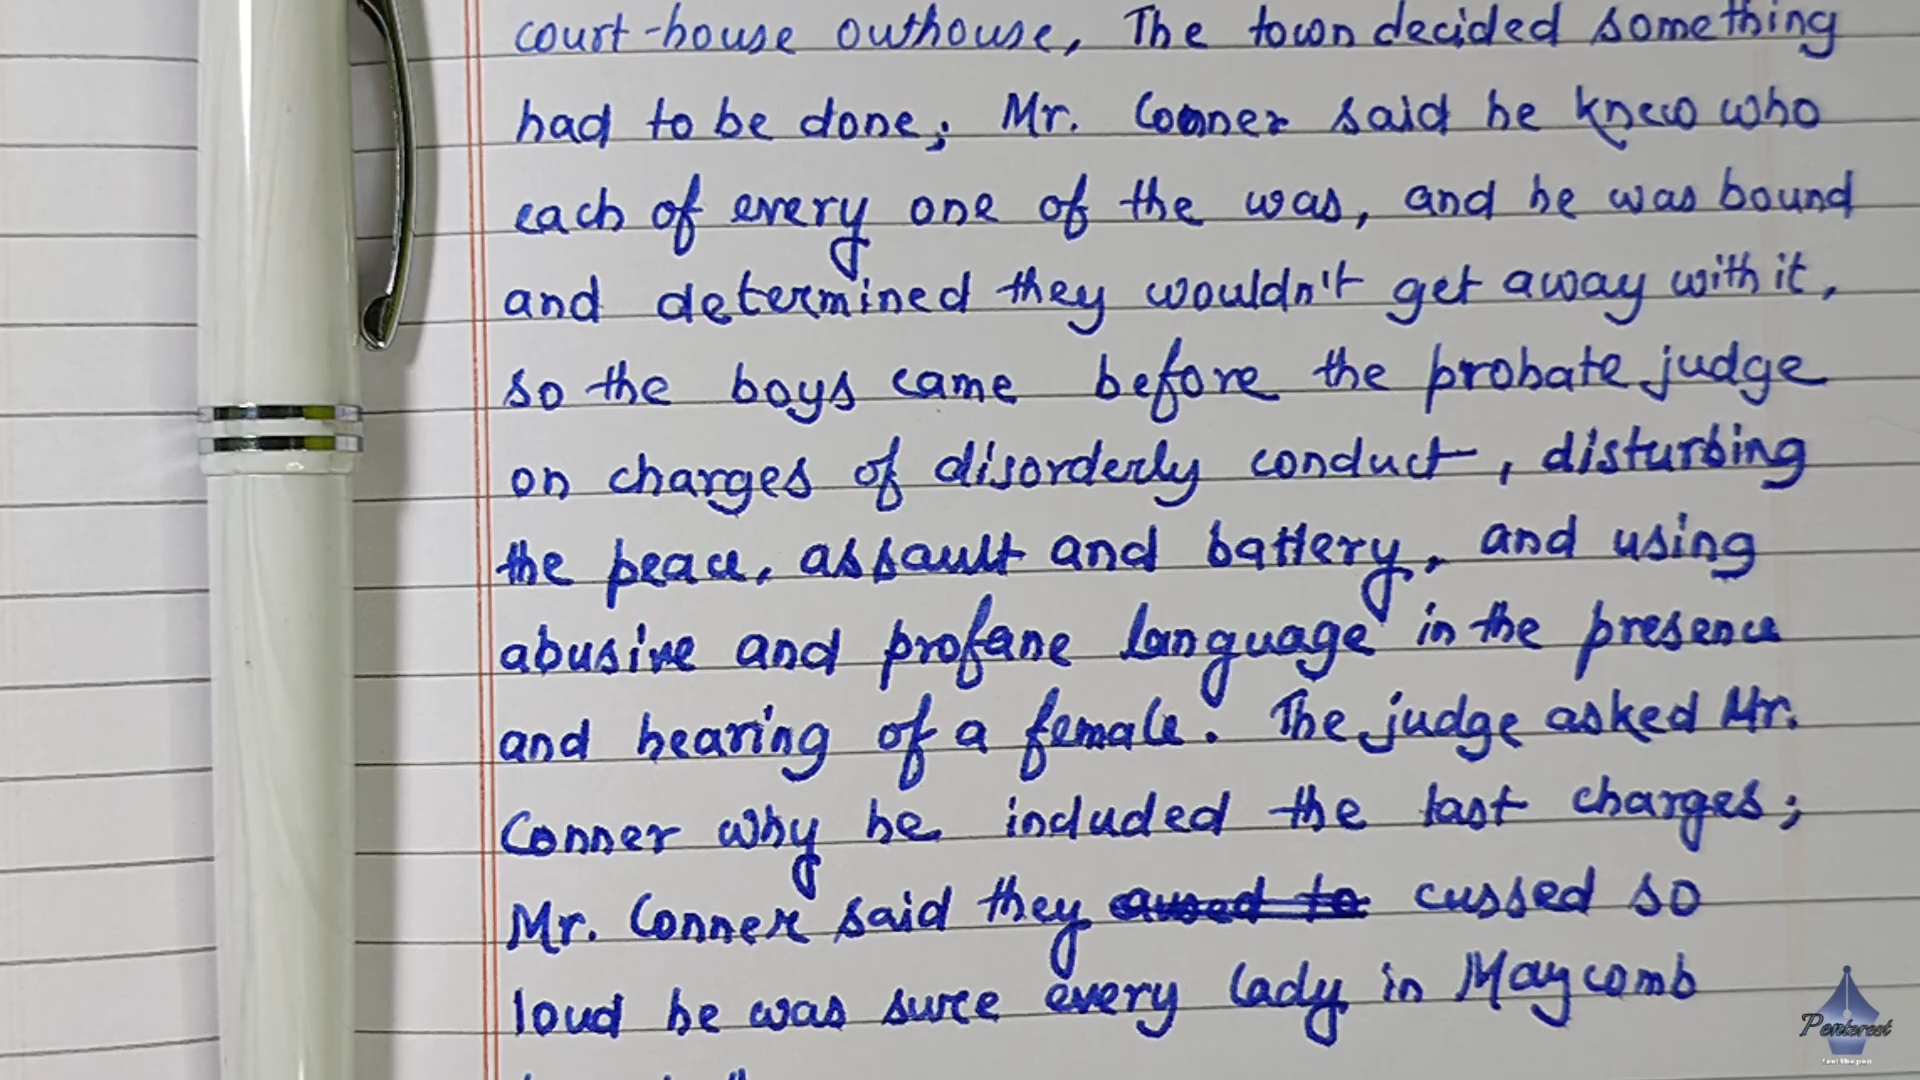 court-house outhouse, The town decided something
had to be done; Mr. Conner said he knew who
each of every one of the was, and he was bound
and determined they wouldn't get away with it,
so the boys came before the probate judge
on charges of disorderly conduct, disturbing
the peace, assault and battery, and using
abusive and profane language in the presence
and hearing of a female. The judge asked Mr.
Conner why he included the last charges;
Mr. Conner said they cussed so
loud he was sure every lady in Maycomb
Penterest
feel the pen